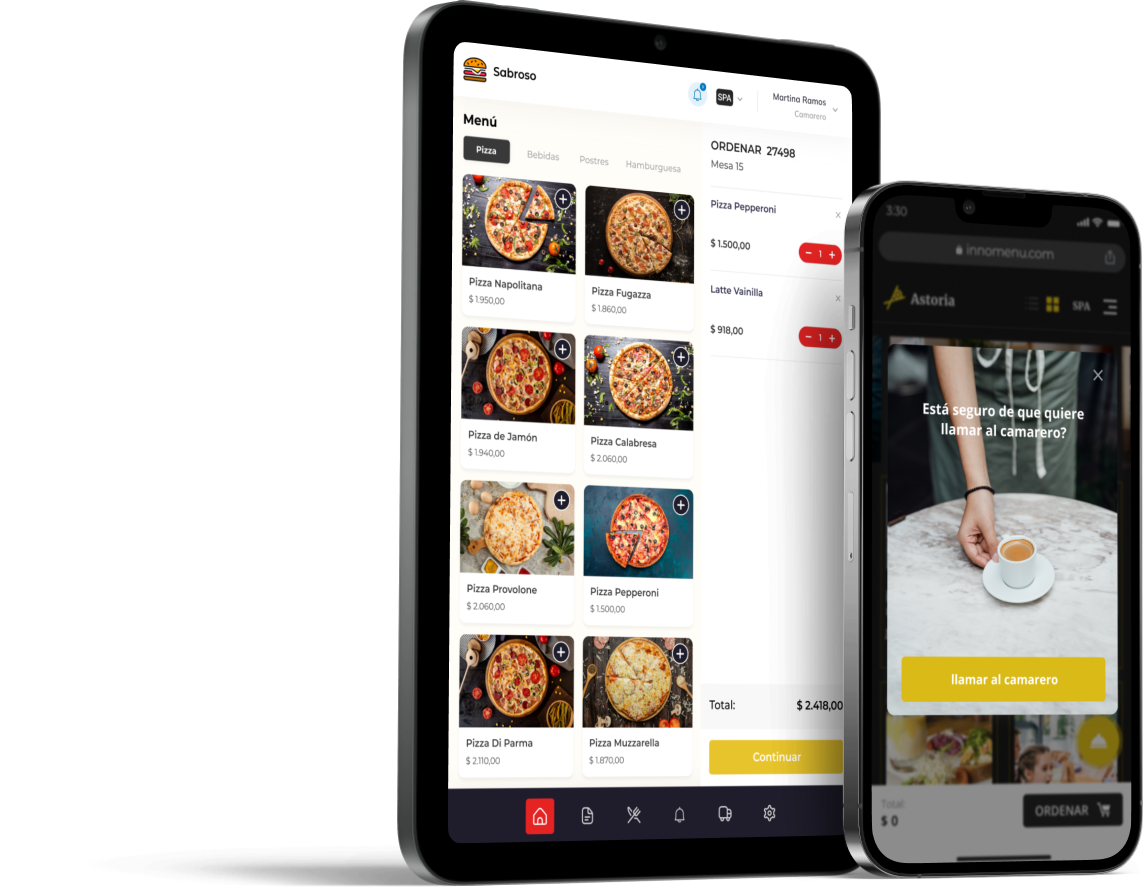 Sabroso
1
SPA
Martina Ramos
Camarero
Menú
Pizza
Bebidas
Postres
Hamburguesa
Pizza Napolitana
$ 1.950,00
Pizza Fugazza
$ 1.860,00
Pizza de Jamón
$ 1.940,00
Pizza Calabresa
$ 2.060,00
Pizza Provolone
$ 2.060,00
Pizza Pepperoni
$ 1.500,00
Pizza Di Parma
$ 2.110,00
Pizza Muzzarella
$ 1.870,00
ORDENAR 27498
Mesa 15
Pizza Pepperoni
x
$ 1.500,00
− 1 +
Latte Vainilla
x
$ 918,00
− 1 +
Total: $ 2.418,00
Continuar
3:30
innomenu.com
Astoria
SPA
Está seguro de que quiere
llamar al camarero?
llamar al camarero
Total
$ 0
ORDENAR